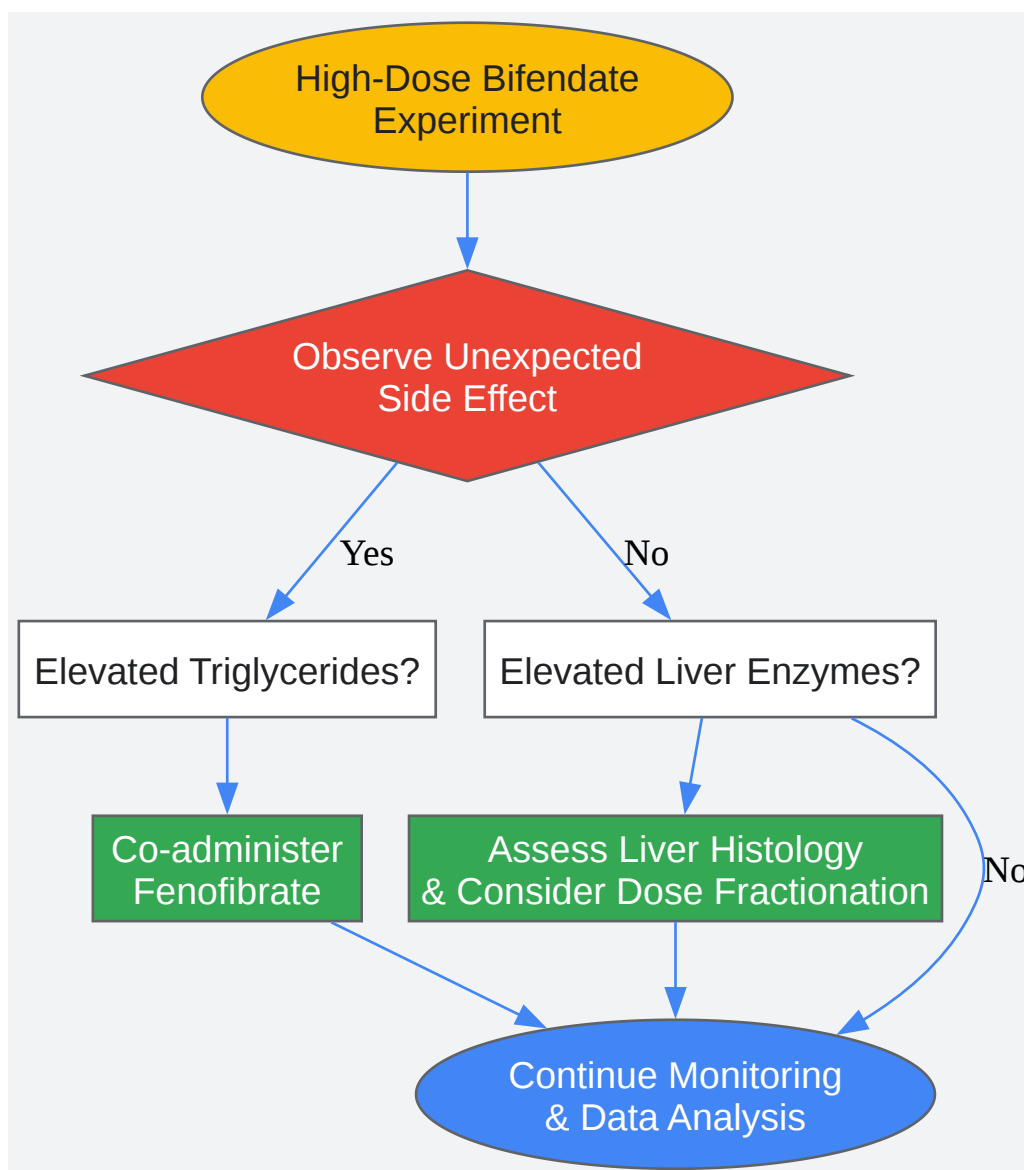 High-Dose Bifendate
Experiment
Observe Unexpected
Side Effect
Yes
No
Elevated Triglycerides?
Elevated Liver Enzymes?
Co-administer
Fenofibrate
Assess Liver Histology
& Consider Dose Fractionation
No
Continue Monitoring
& Data Analysis